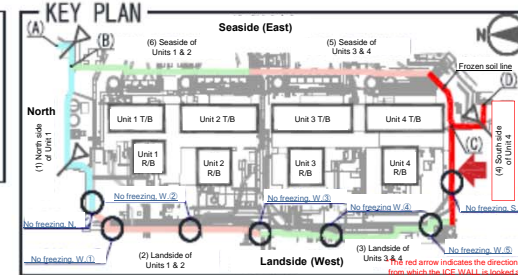 KEY PLAN
Seaside (East)
N
(A)
(B)
(6) Seaside of
Units 1 & 2
(5) Seaside of
Units 3 & 4
Frozen soil line
(D)
North
(1) North side
of Unit 1
Unit 1 T/B
Unit 2 T/B
Unit 3 T/B
Unit 4 T/B
(C)
(4) South side
of Unit 4
Unit 1
R/B
Unit 2
R/B
Unit 3
R/B
Unit 4
R/B
No freezing, W.②
No freezing, W.③
No freezing, W.④
No freezing, S.
No freezing, N.
No freezing, W.①
No freezing, W.⑤
(2) Landside of
Units 1 & 2
Landside (West)
(3) Landside of
Units 3 & 4
The red arrow indicates the direction
from which the ICE WALL is looked